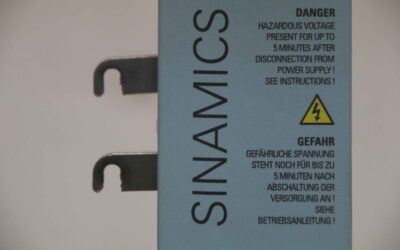 SINAMICS
DANGER
HAZARDOUS VOLTAGE
PRESENT FOR UP TO
5 MINUTES AFTER
DISCONNECTION FROM
POWER SUPPLY !
SEE INSTRUCTIONS !
GEFAHR
GEFÄHRLICHE SPANNUNG
STEHT NOCH FÜR BIS ZU
5 MINUTEN NACH
ABSCHALTUNG DER
VERSORGUNG AN !
SIEHE
BETRIEBSANLEITUNG !